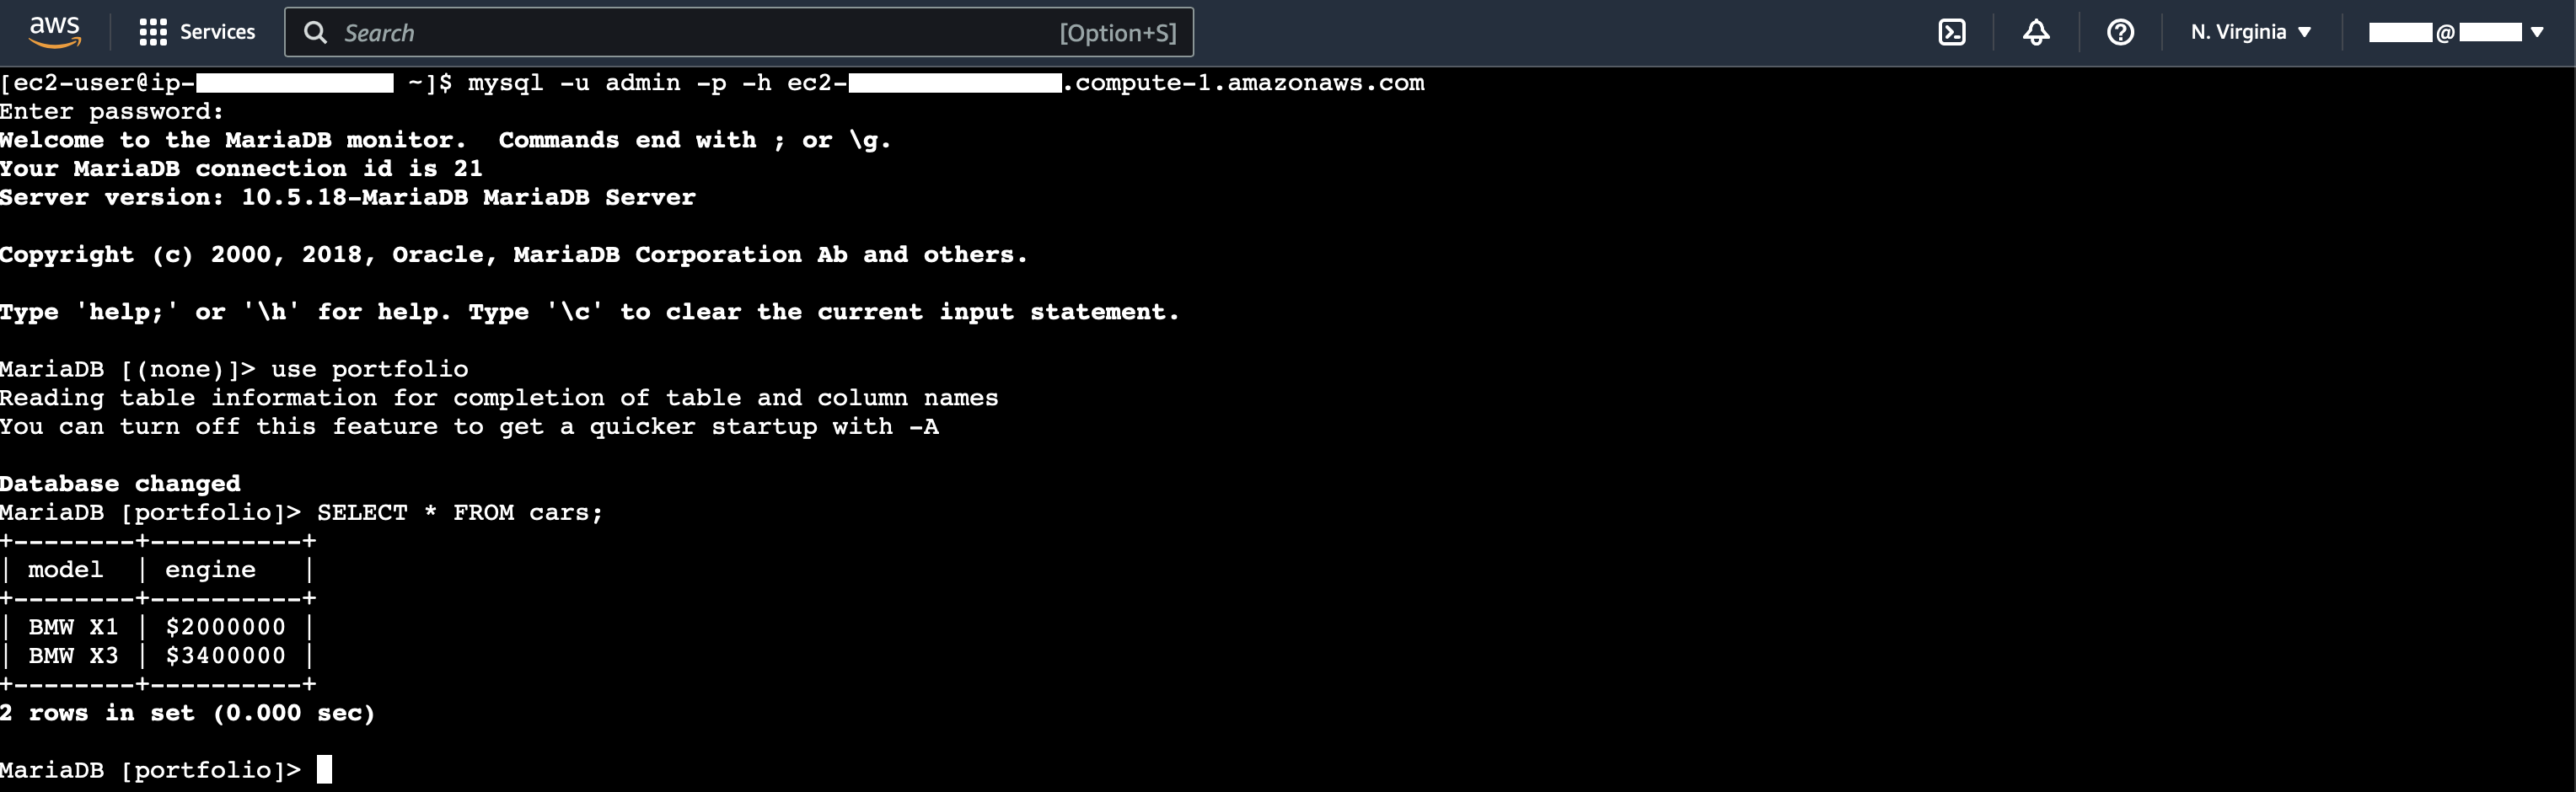 aws Services Search [Option+S] N. Virginia @
[ec2-user@ip- ~]$ mysql -u admin -p -h ec2- .compute-1.amazonaws.com
Enter password:
Welcome to the MariaDB monitor.  Commands end with ; or \g.
Your MariaDB connection id is 21
Server version: 10.5.18-MariaDB MariaDB Server
Copyright (c) 2000, 2018, Oracle, MariaDB Corporation Ab and others.
Type 'help;' or '\h' for help. Type '\c' to clear the current input statement.
MariaDB [(none)]> use portfolio
Reading table information for completion of table and column names
You can turn off this feature to get a quicker startup with -A
Database changed
MariaDB [portfolio]> SELECT * FROM cars;
+--------+----------+
| model  | engine   |
+--------+----------+
| BMW X1 | $2000000 |
| BMW X3 | $3400000 |
+--------+----------+
2 rows in set (0.000 sec)
MariaDB [portfolio]>